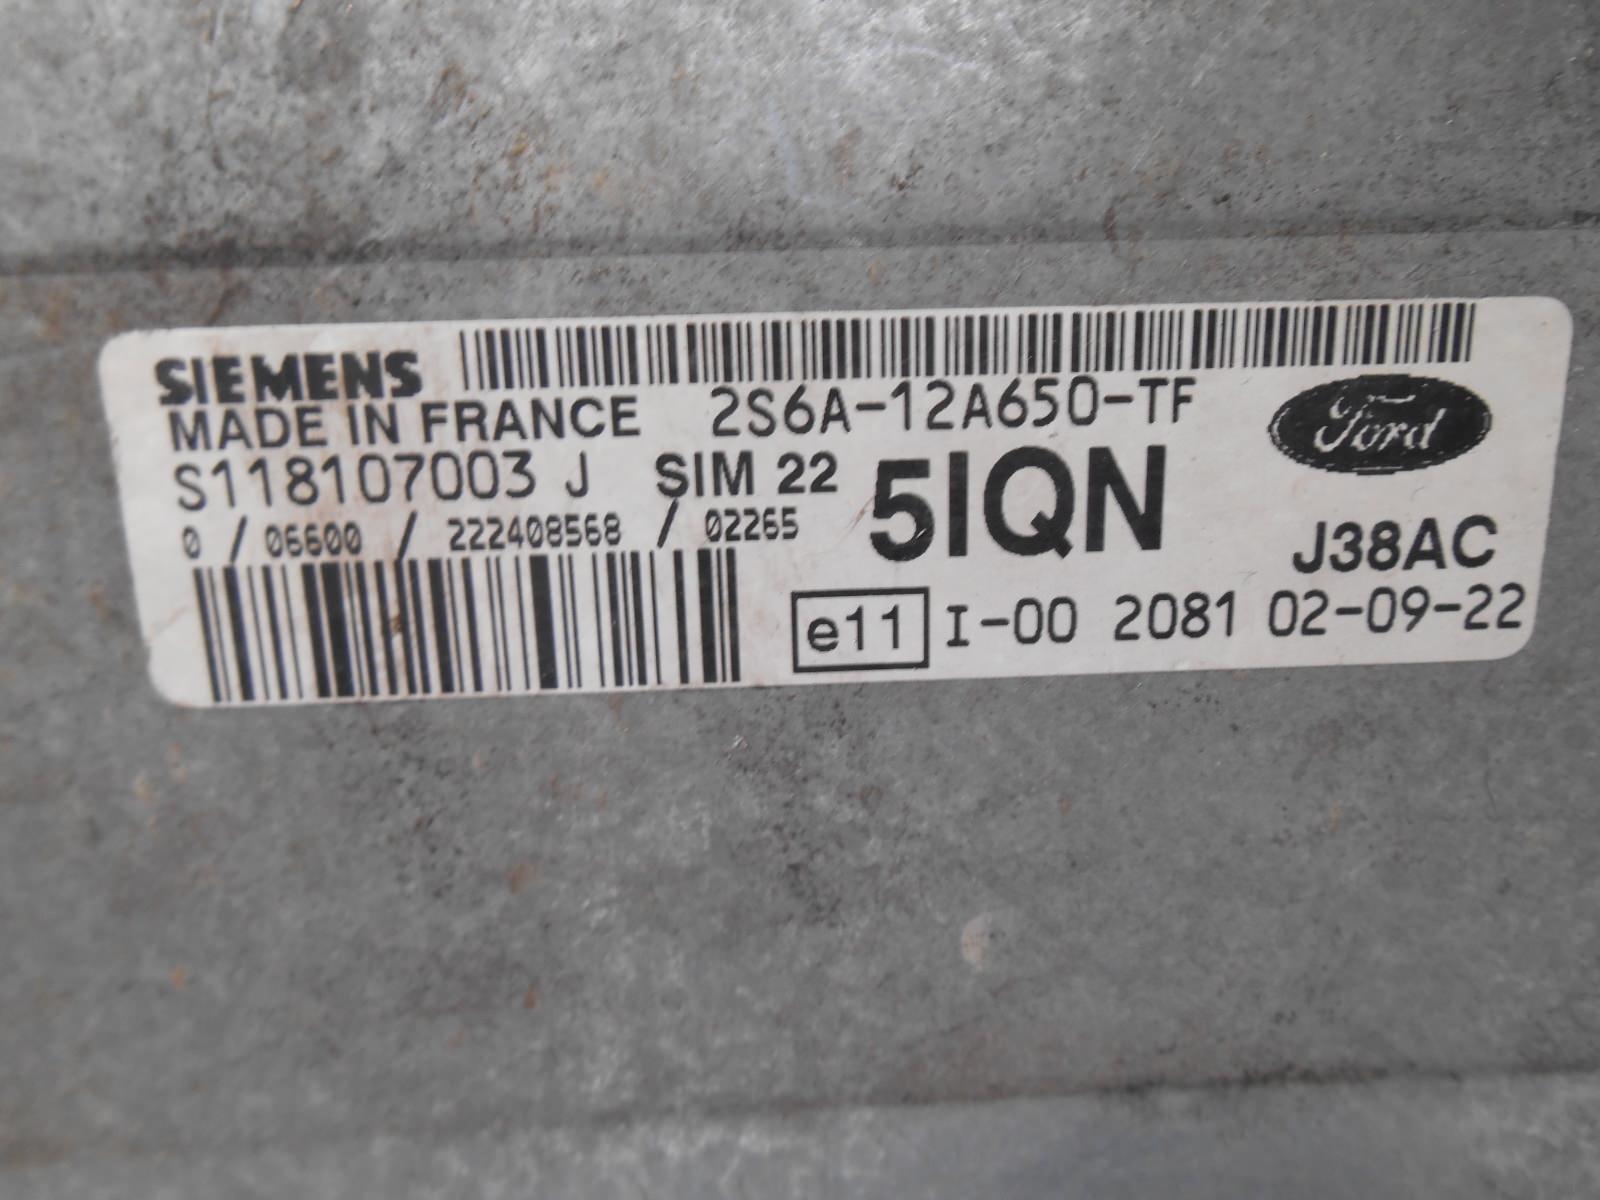 SIEMENS
MADE IN FRANCE 2S6A-12A650-TF
Ford
S118107003 J SIM 22 5IQN
0 / 06600 / 222408568 / 02265
J38AC
e11 I-00 2081 02-09-22